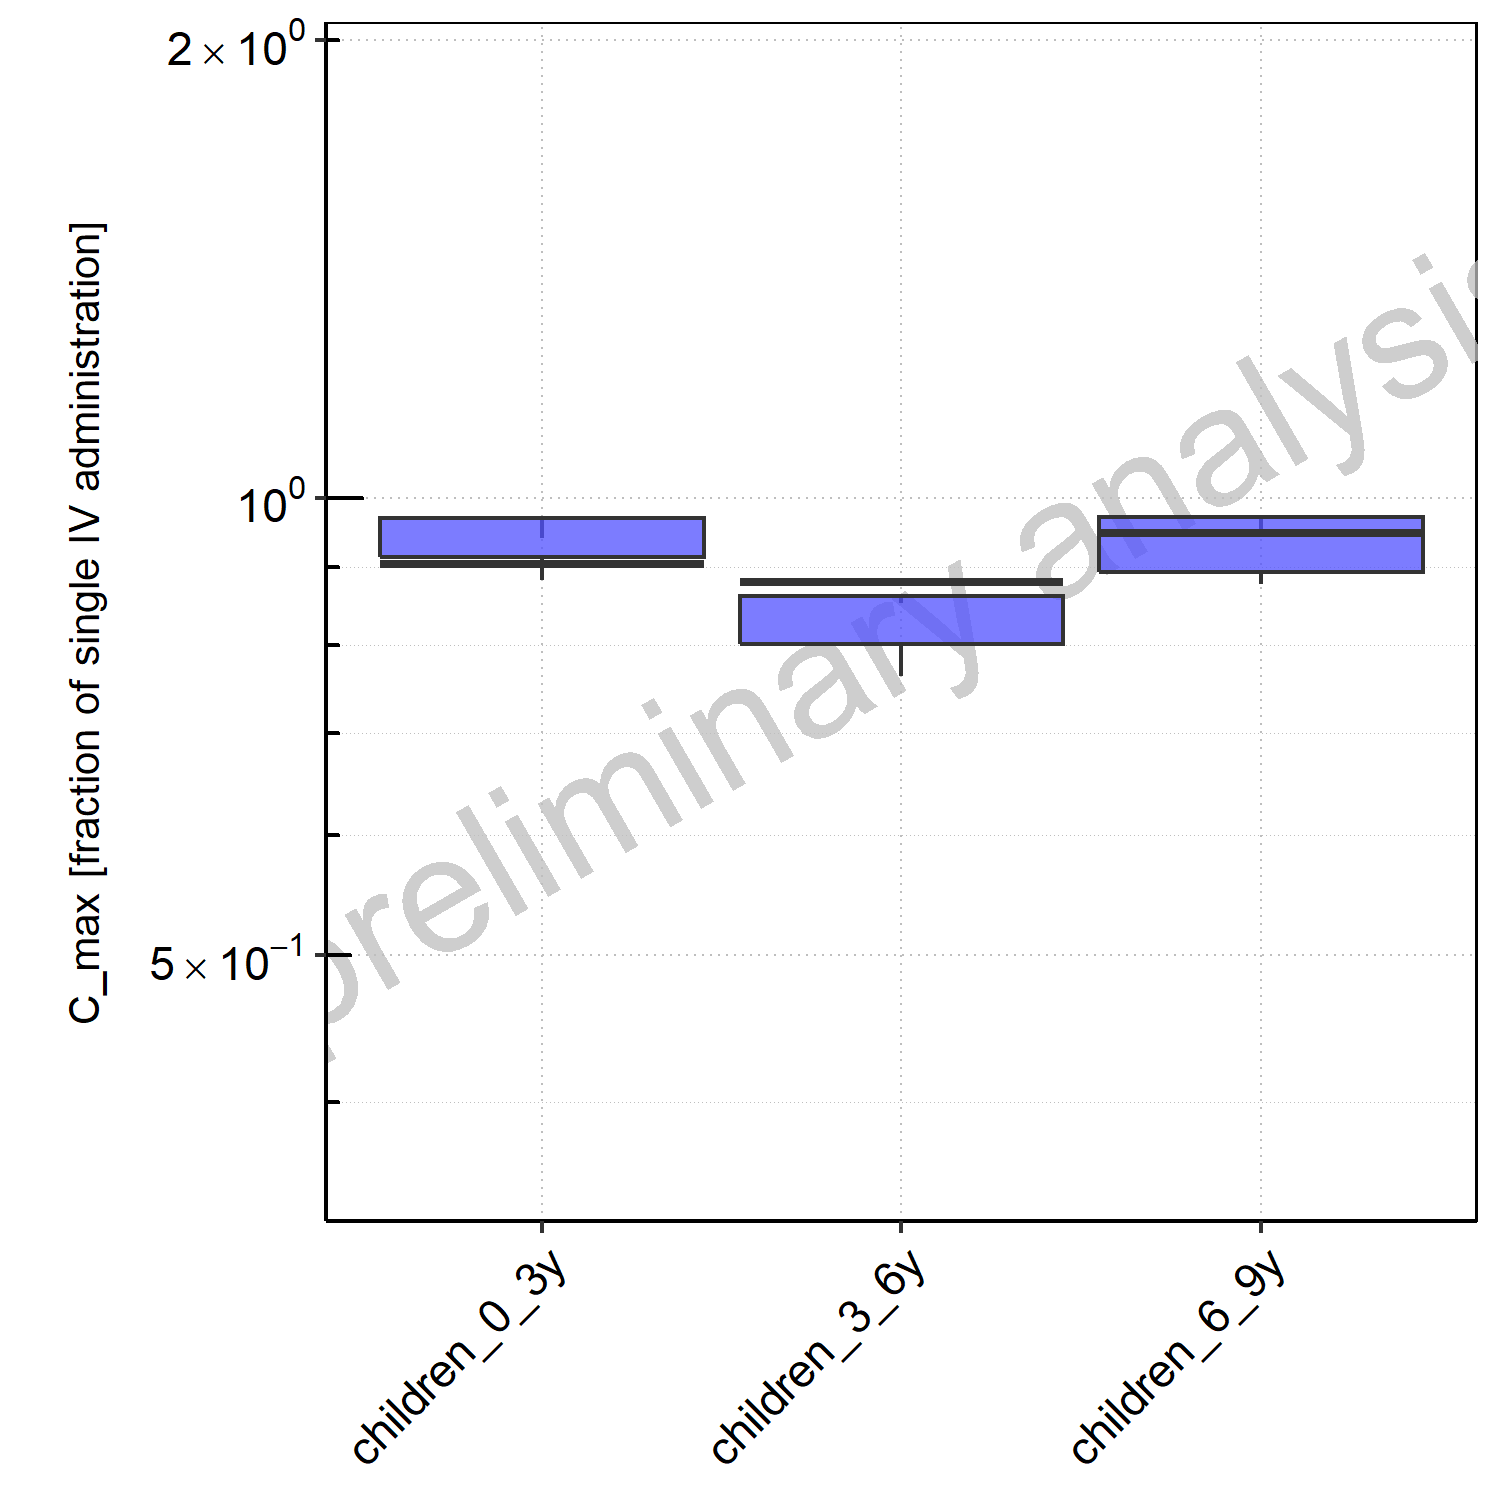 2 × 10⁰
10⁰
5 × 10⁻¹
C_max [fraction of single IV administration]
preliminary analysis
children_0_3y
children_3_6y
children_6_9y